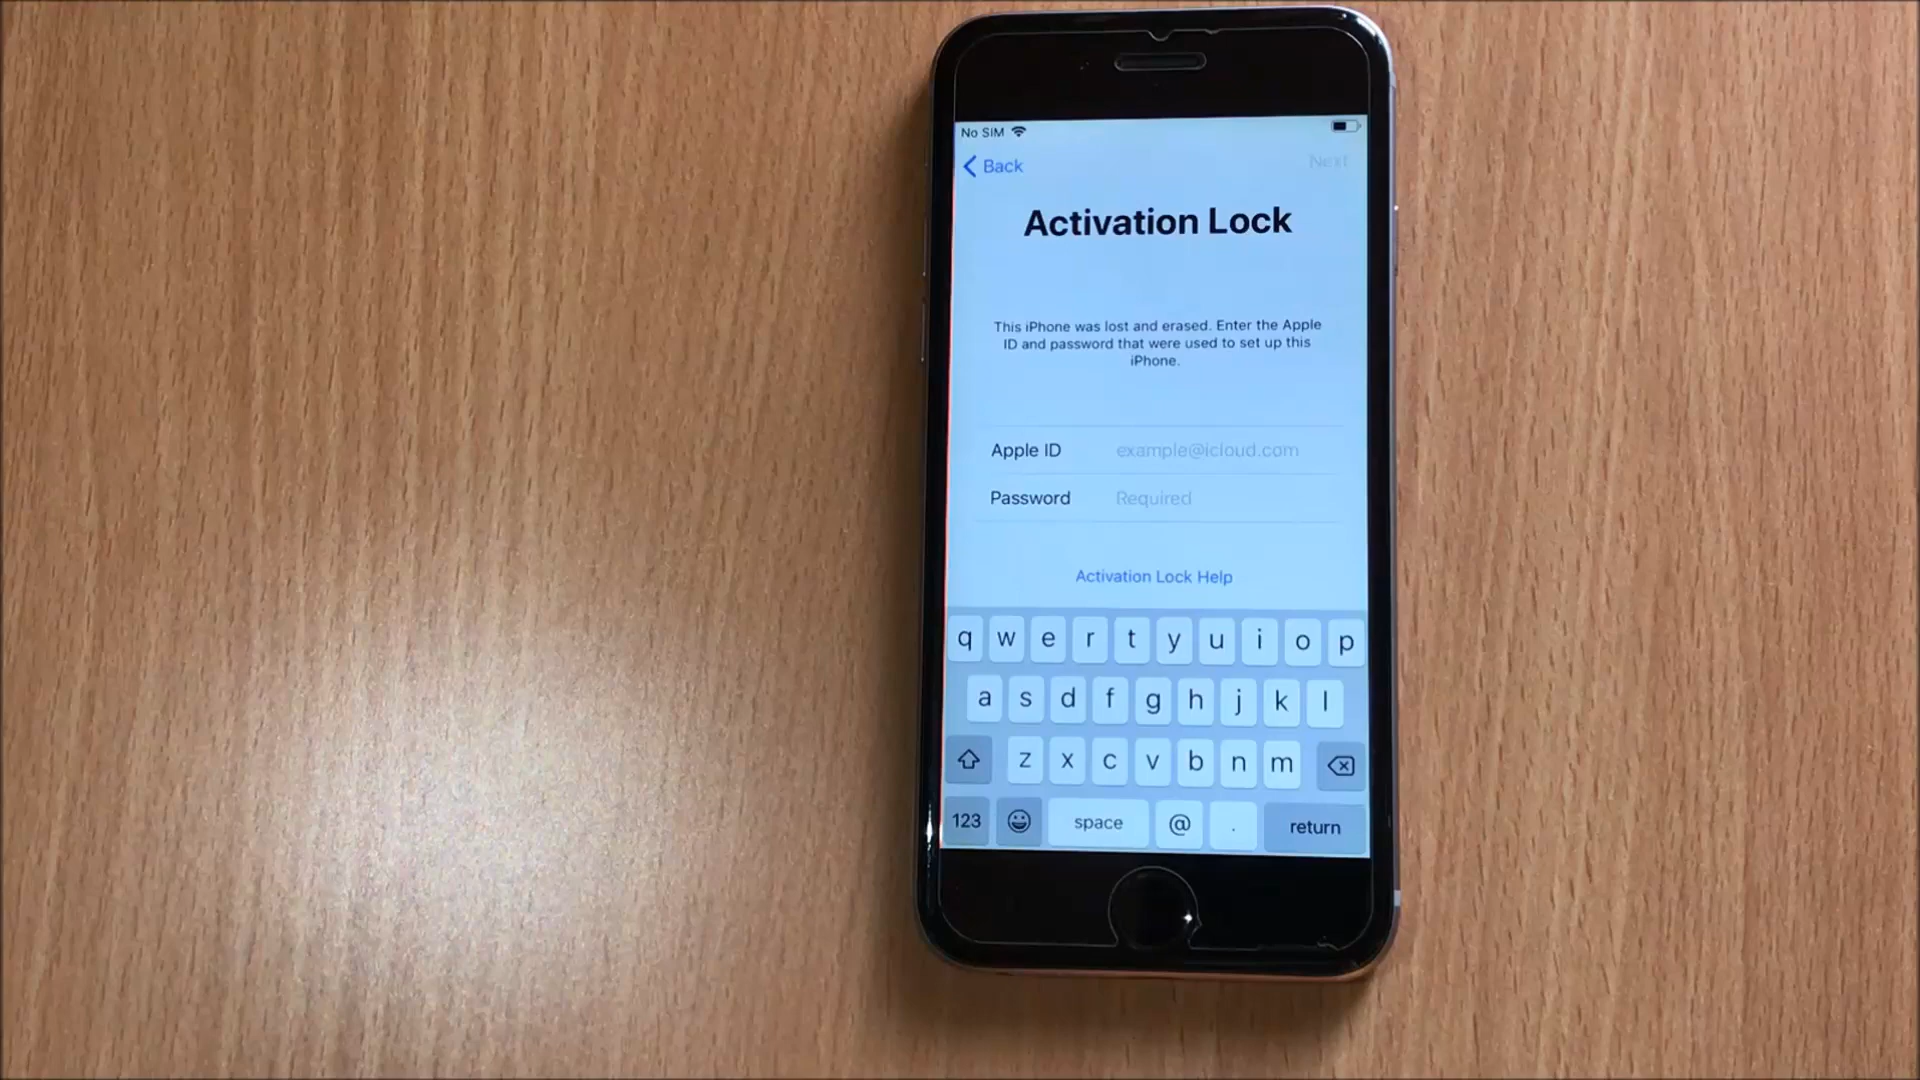 No SIM
Back Next
Activation Lock
This iPhone was lost and erased. Enter the Apple
ID and password that were used to set up this
iPhone.
Apple ID example@icloud.com
Password Required
Activation Lock Help
q w e r t y u i o p
a s d f g h j k l
z x c v b n m
123 space @ . return